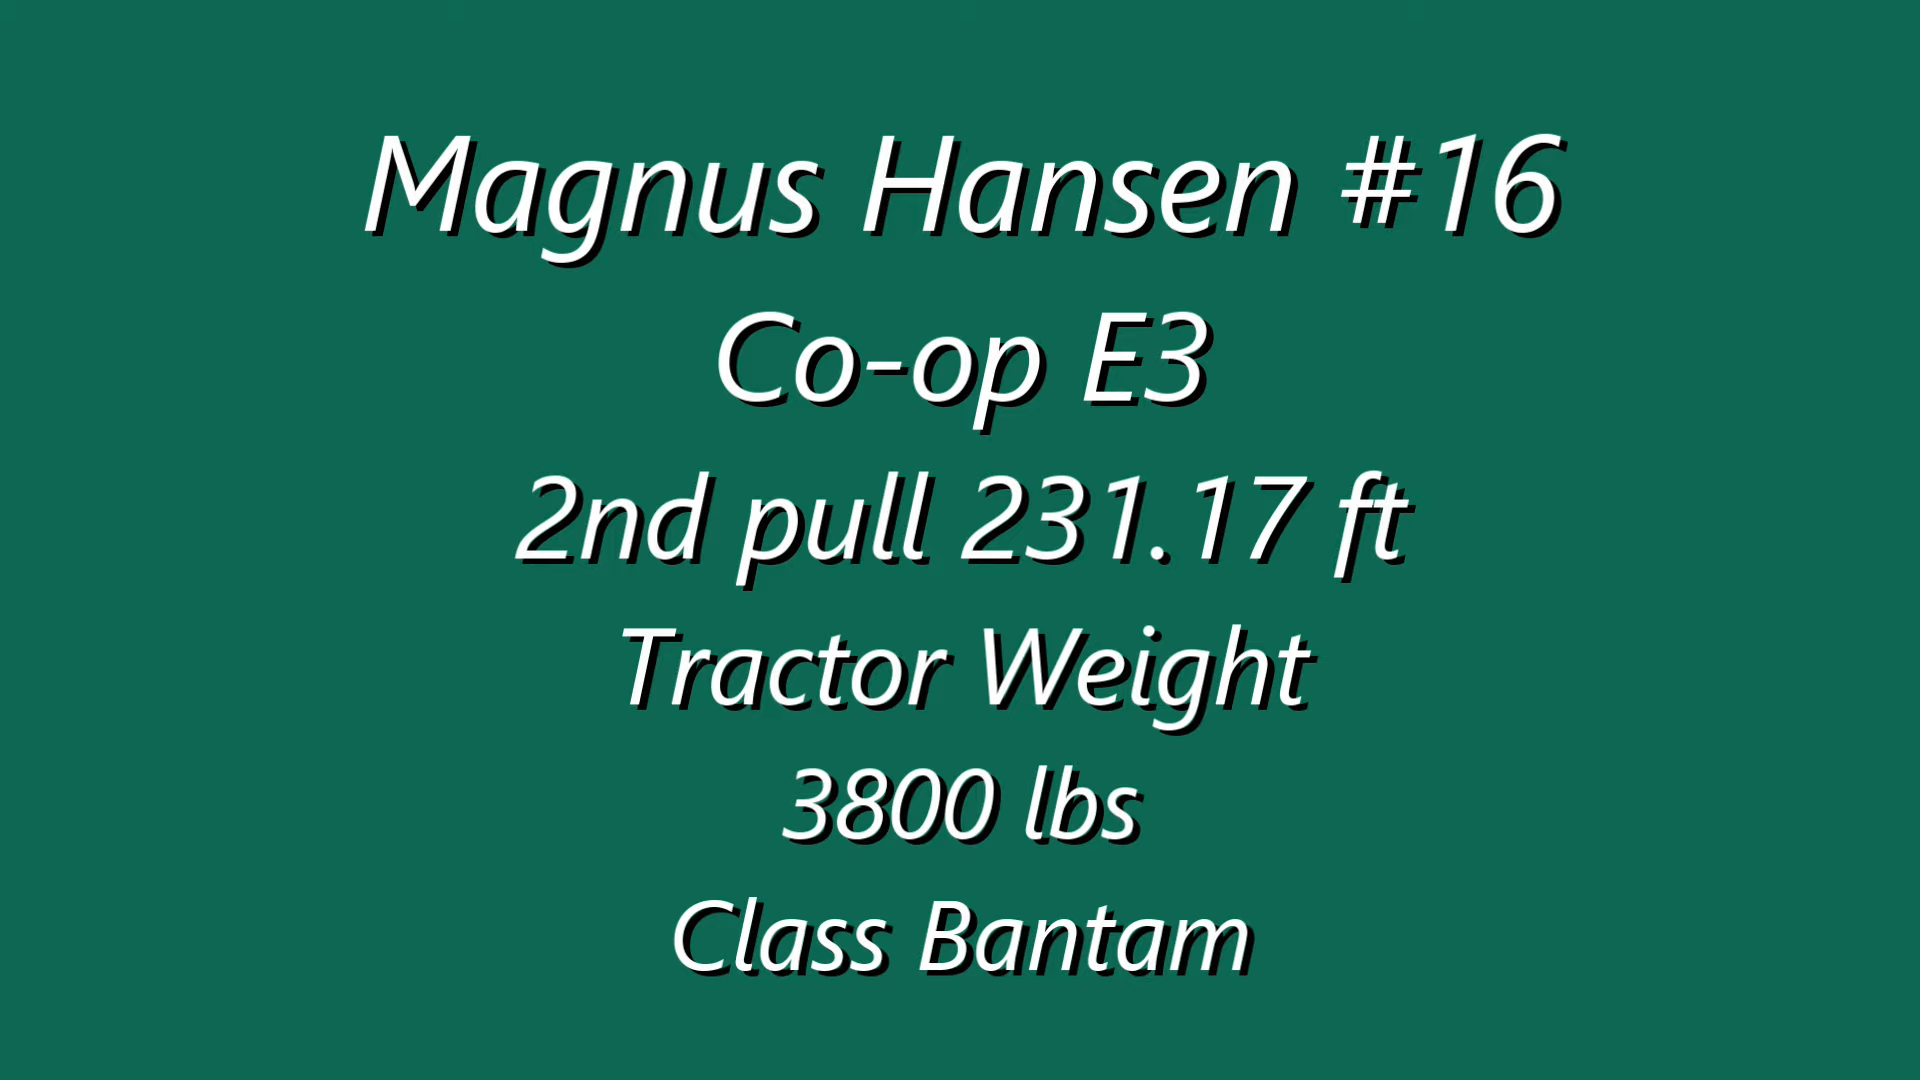 Magnus Hansen #16
Co-op E3
2nd pull 231.17 ft
Tractor Weight
3800 lbs
Class Bantam